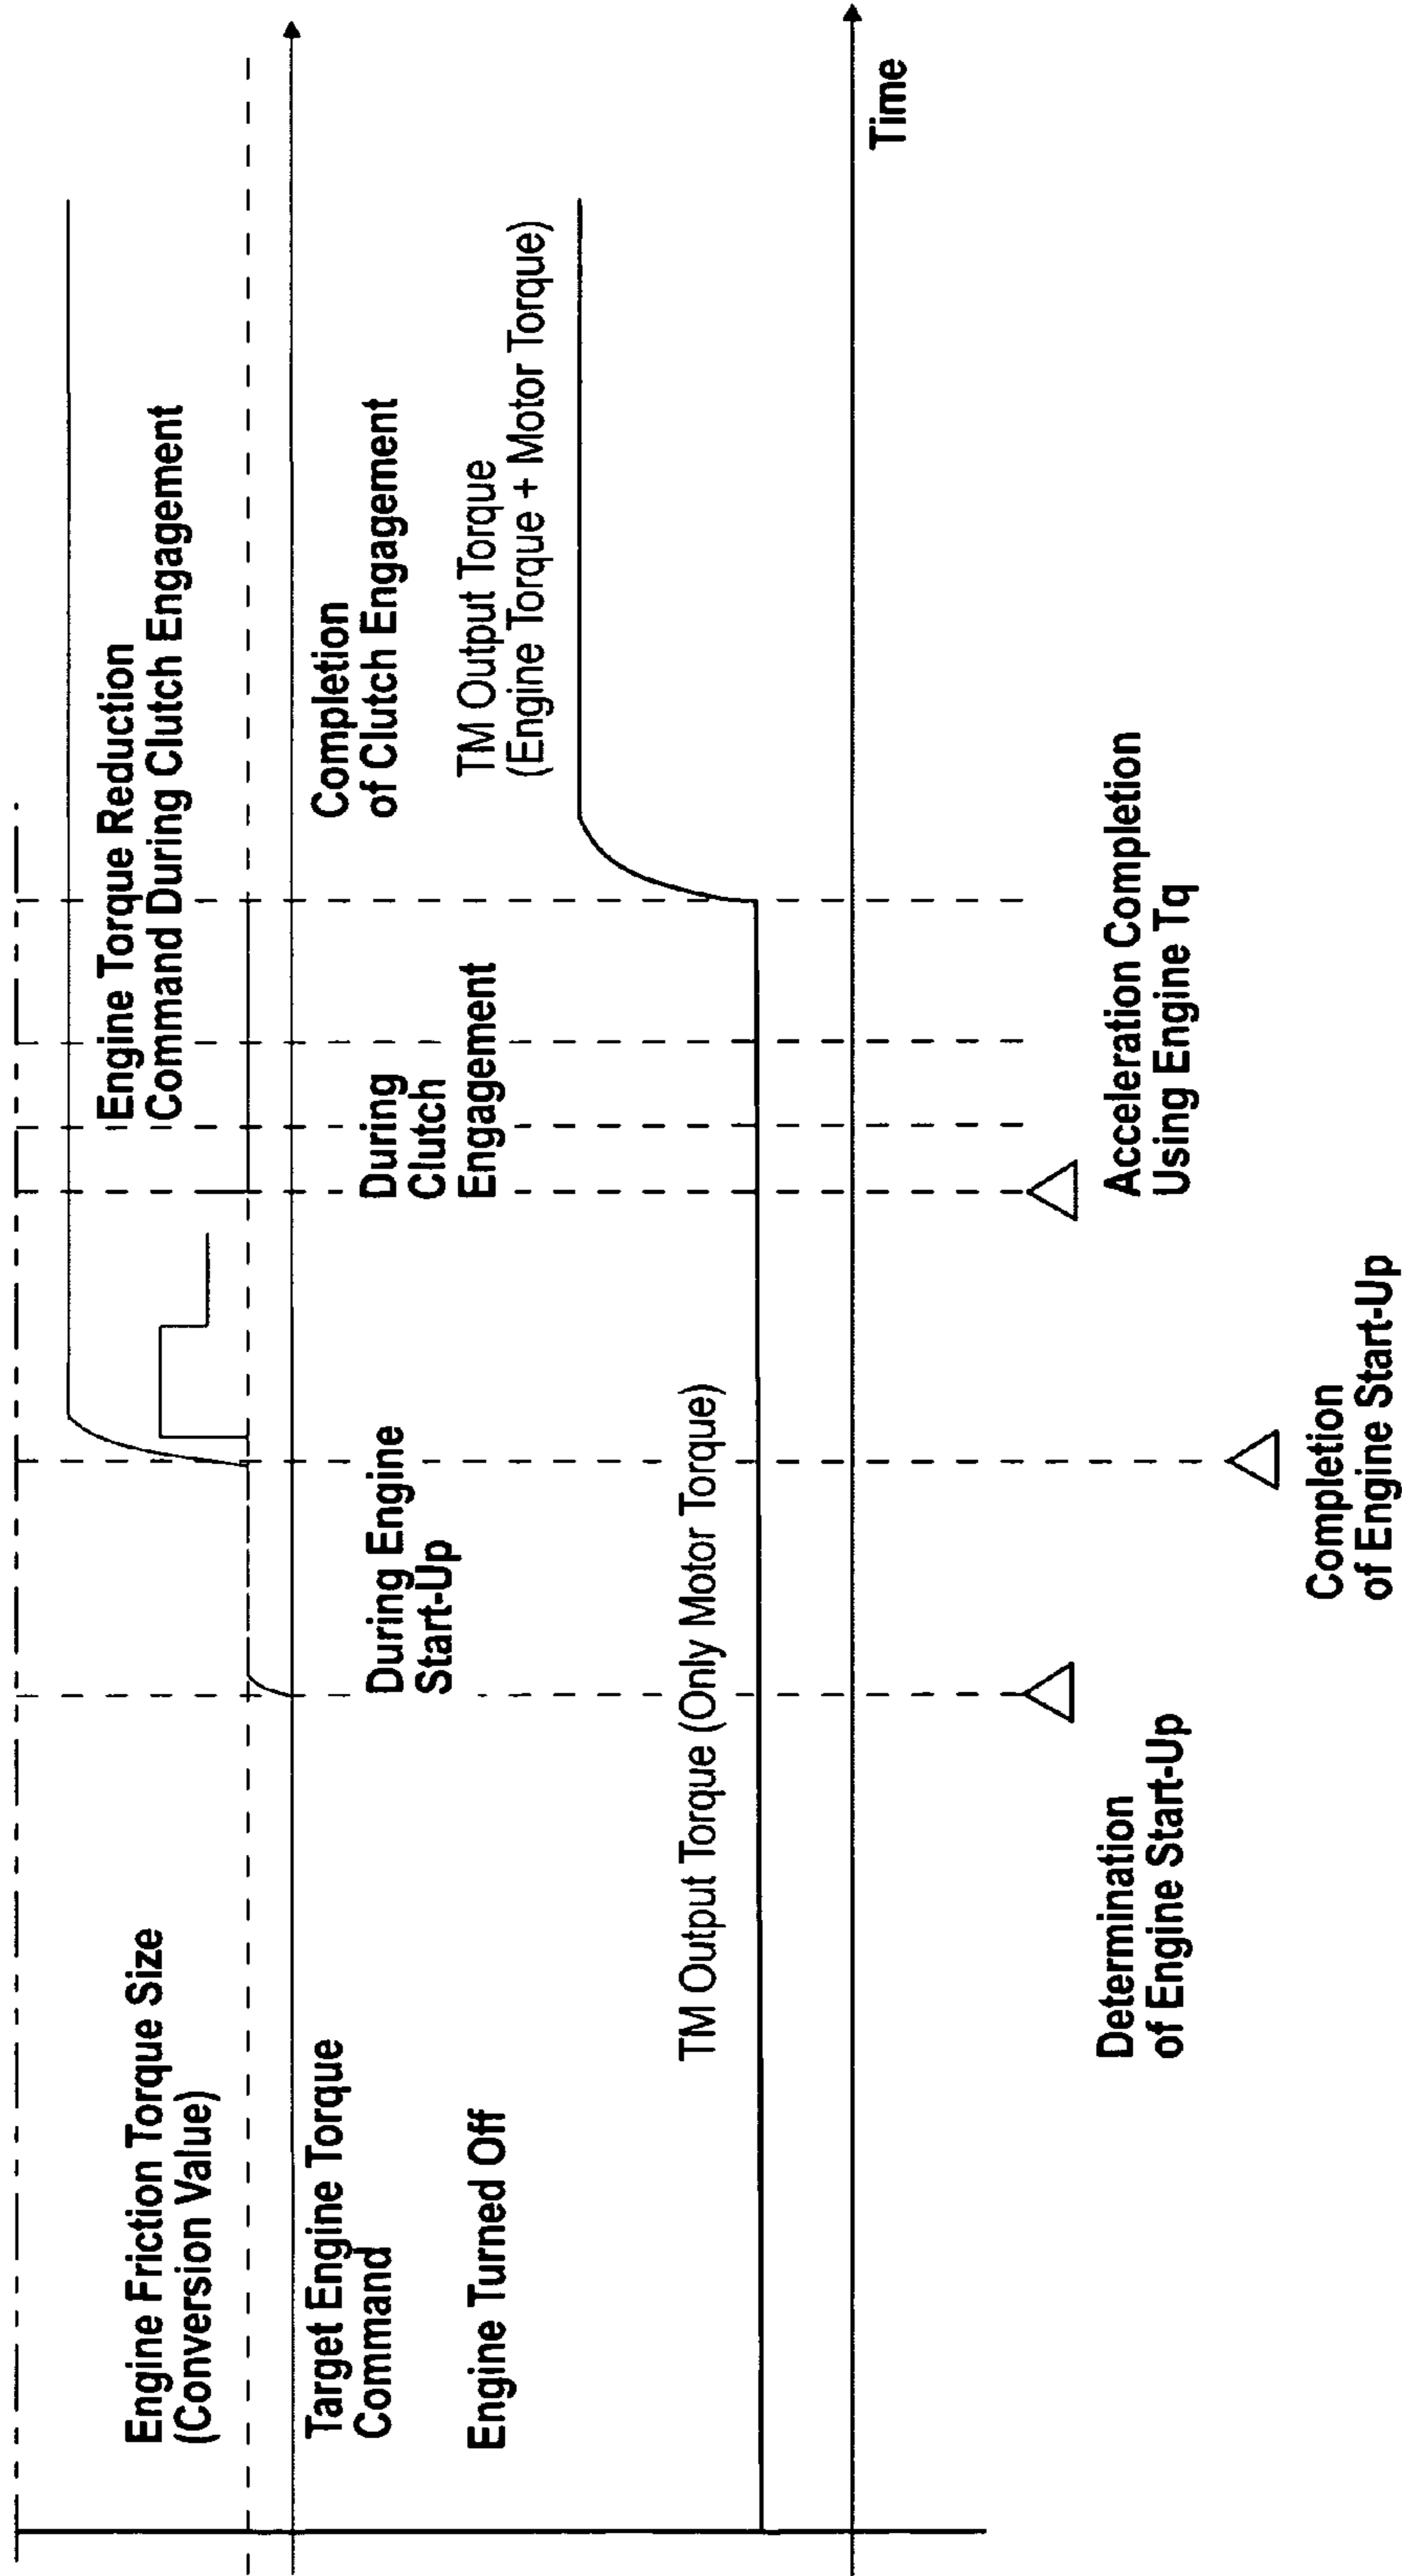 Engine Friction Torque Size
(Conversion Value)
Engine Torque Reduction
Command During Clutch Engagement
Target Engine Torque
Command
Engine Turned Off
During Engine
Start-Up
During
Clutch
Engagement
Completion
of Clutch Engagement
TM Output Torque
(Engine Torque + Motor Torque)
TM Output Torque (Only Motor Torque)
Time
Determination
of Engine Start-Up
Acceleration Completion
Using Engine Tq
Completion
of Engine Start-Up